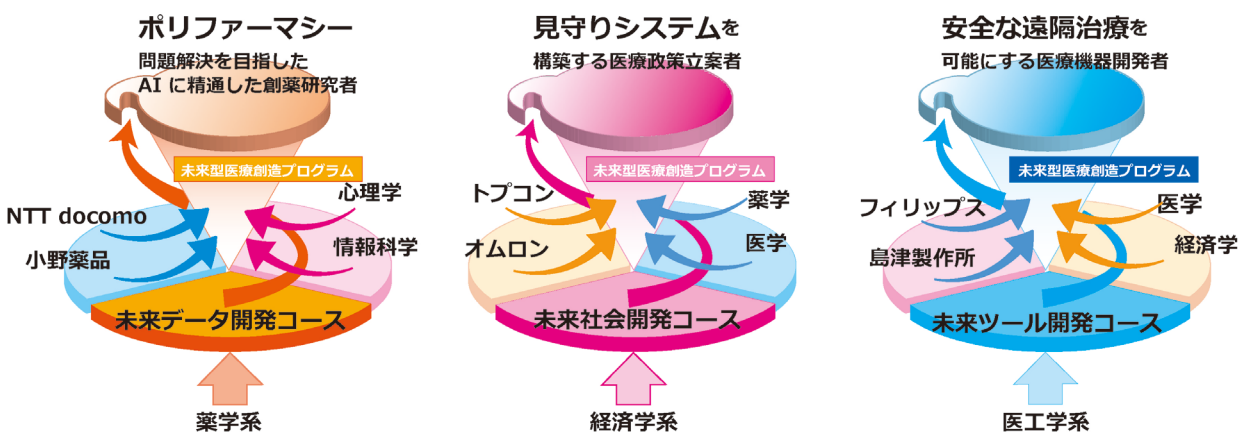 ポリファーマシー
問題解決を目指した
AI に精通した創薬研究者
未来型医療創造プログラム
心理学
NTT docomo
情報科学
小野薬品
未来データ開発コース
薬学系
見守りシステムを
構築する医療政策立案者
未来型医療創造プログラム
トプコン
薬学
オムロン
医学
未来社会開発コース
経済学系
安全な遠隔治療を
可能にする医療機器開発者
未来型医療創造プログラム
フィリップス
医学
島津製作所
経済学
未来ツール開発コース
医工学系